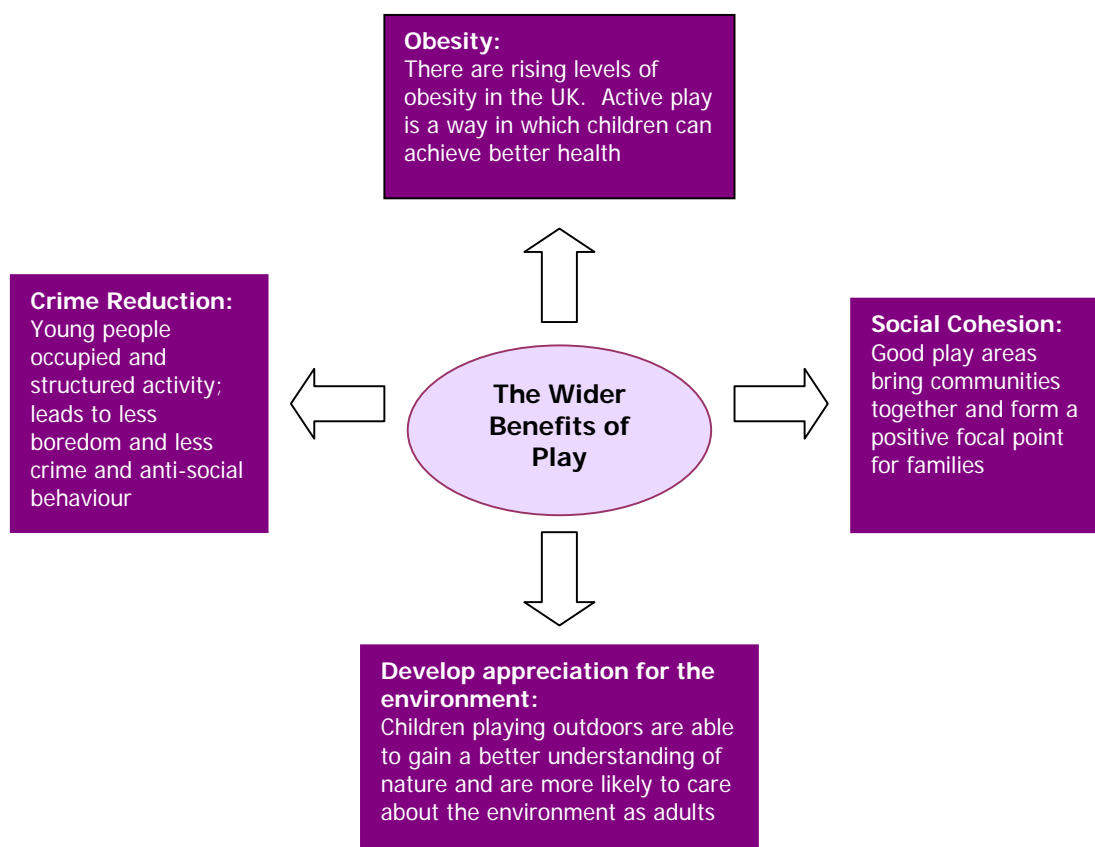 Obesity:
There are rising levels of
obesity in the UK.  Active play
is a way in which children can
achieve better health
Crime Reduction:
Young people
occupied and
structured activity;
leads to less
boredom and less
crime and anti-social
behaviour
The Wider
Benefits of
Play
Social Cohesion:
Good play areas
bring communities
together and form a
positive focal point
for families
Develop appreciation for the
environment:
Children playing outdoors are able
to gain a better understanding of
nature and are more likely to care
about the environment as adults